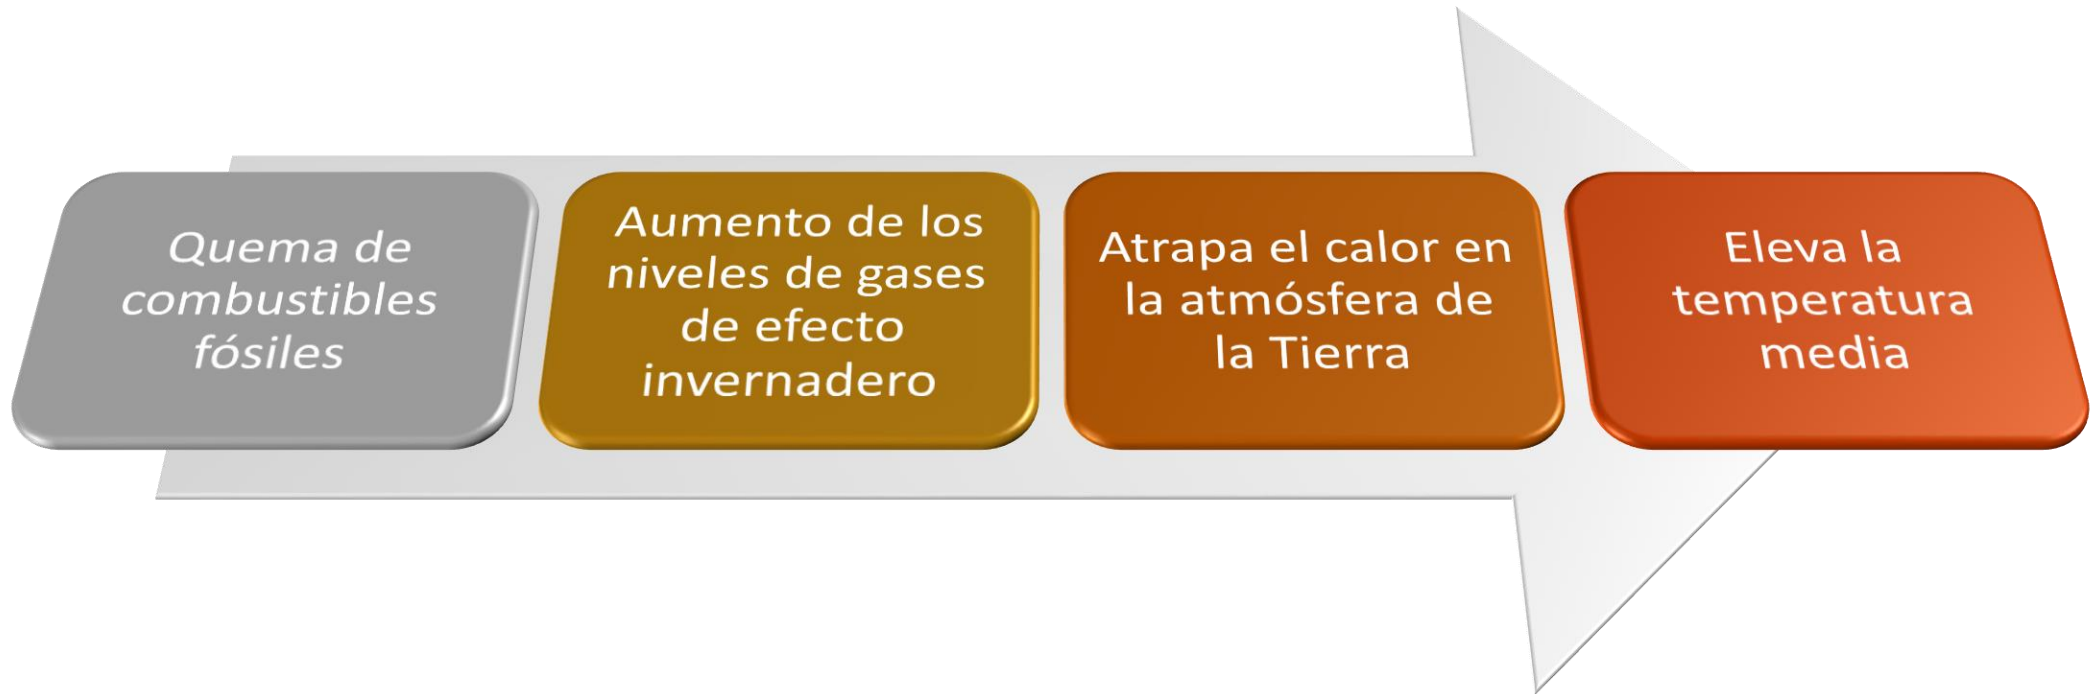 Quema de
combustibles
fósiles
Aumento de los
niveles de gases
de efecto
invernadero
Atrapa el calor en
la atmósfera de
la Tierra
Eleva la
temperatura
media